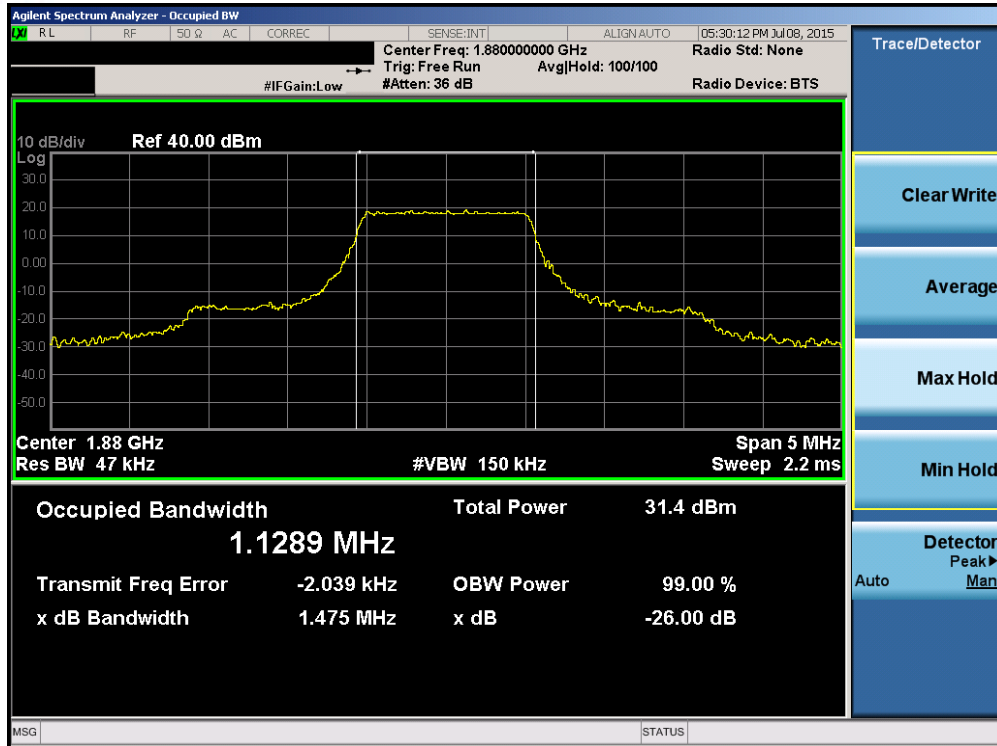 Agilent Spectrum Analyzer - Occupied BW
LXI RL RF 50 Ω AC CORREC SENSE:INT ALIGN AUTO 05:30:12 PM Jul 08, 2015
Center Freq: 1.880000000 GHz Radio Std: None
Trig: Free Run Avg|Hold: 100/100
#IFGain:Low #Atten: 36 dB Radio Device: BTS
10 dB/div Ref 40.00 dBm
Log
30.0
20.0
10.0
0.00
-10.0
-20.0
-30.0
-40.0
-50.0
Center 1.88 GHz Span 5 MHz
Res BW 47 kHz #VBW 150 kHz Sweep 2.2 ms
Occupied Bandwidth Total Power 31.4 dBm
1.1289 MHz
Transmit Freq Error -2.039 kHz OBW Power 99.00 %
x dB Bandwidth 1.475 MHz x dB -26.00 dB
MSG STATUS
Trace/Detector
Clear Write
Average
Max Hold
Min Hold
Detector
Peak▶
Auto Man